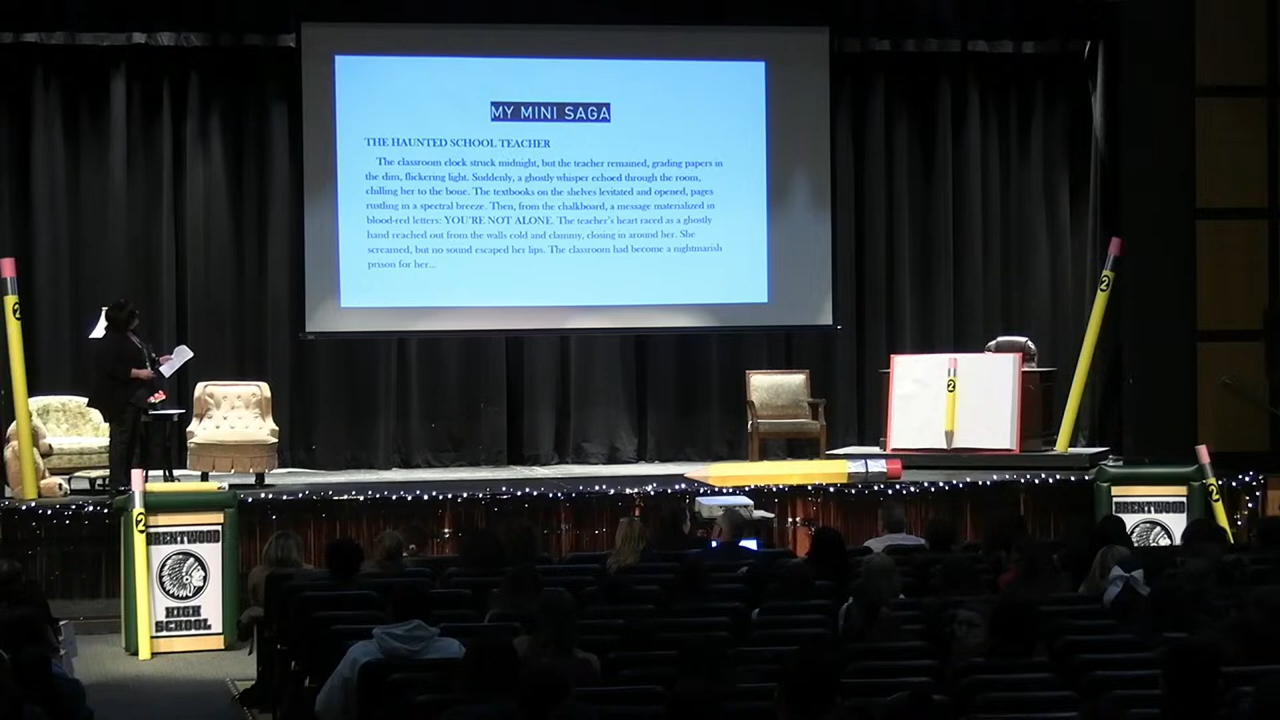 MY MINI SAGA
THE HAUNTED SCHOOL TEACHER
The classroom clock struck midnight, but the teacher remained, grading papers in
the dim, flickering light. Suddenly, a ghostly whisper echoed through the room,
chilling her to the bone. The textbooks on the shelves levitated and opened, pages
rustling in a spectral breeze. Then, from the chalkboard, a message materialized in
blood-red letters: YOU'RE NOT ALONE. The teacher's heart raced as a ghostly
hand reached out from the walls cold and clammy, closing in around her. She
screamed, but no sound escaped her lips. The classroom had become a nightmarish
prison for her...
2
2
2
2
2
BRENTWOOD
HIGH
SCHOOL
BRENTWOOD